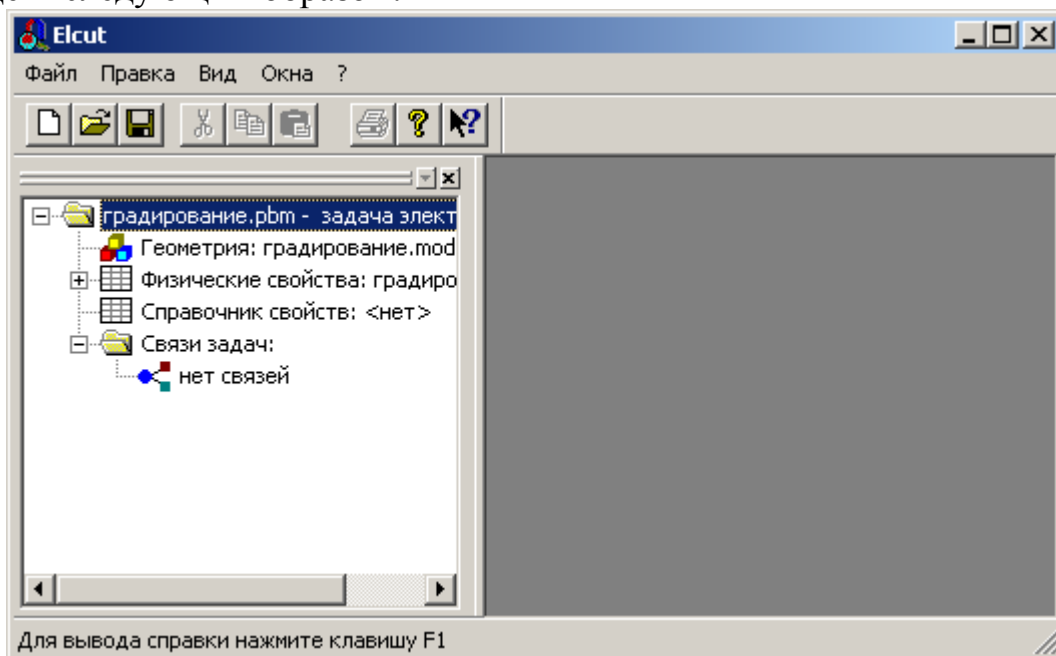 Elcut
Файл Правка Вид Окна ?
градирование.pbm - задача элект
Геометрия: градирование.mod
Физические свойства: градиро
Справочник свойств: <нет>
Связи задач:
нет связей
Для вывода справки нажмите клавишу F1